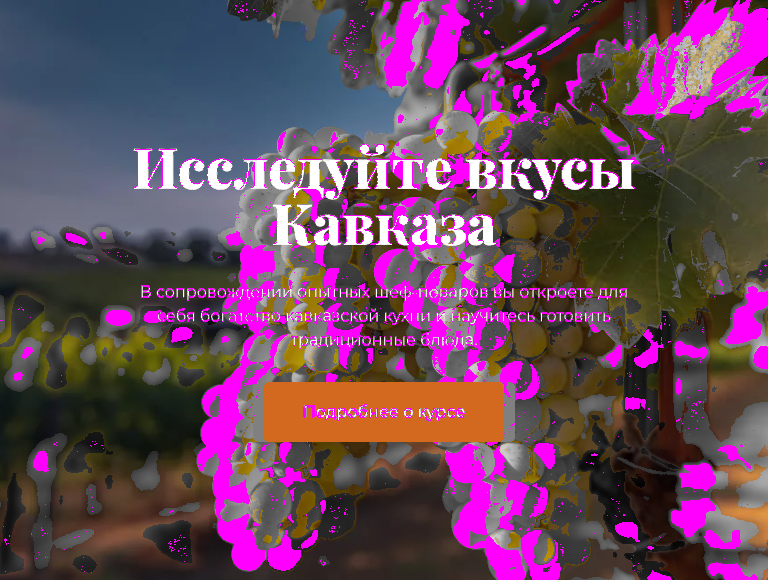 Исследуйте вкусы
Кавказа
В сопровождении опытных шеф-поваров вы откроете для
себя богатство кавказской кухни и научитесь готовить
традиционные блюда.
Подробнее о курсе